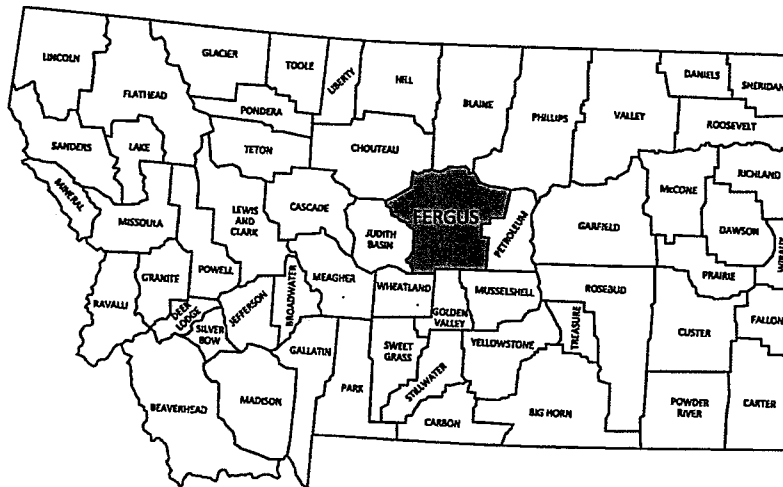 LINCOLN
GLACIER
TOOLE
LIBERTY
HILL
BLAINE
PHILLIPS
VALLEY
DANIELS
SHERIDAN
FLATHEAD
PONDERA
ROOSEVELT
SANDERS
LAKE
TETON
CHOUTEAU
RICHLAND
MINERAL
MISSOULA
LEWIS
AND
CLARK
CASCADE
JUDITH
BASIN
FERGUS
PETROLEUM
GARFIELD
McCONE
DAWSON
POWELL
GRANITE
RAVALLI
DEER
LODGE
SILVER
BOW
JEFFERSON
BROADWATER
MEAGHER
WHEATLAND
GOLDEN
VALLEY
MUSSELSHELL
ROSEBUD
TREASURE
PRAIRIE
CUSTER
FALLON
GALLATIN
PARK
SWEET
GRASS
STILLWATER
YELLOWSTONE
BEAVERHEAD
MADISON
CARBON
BIG HORN
POWDER
RIVER
CARTER